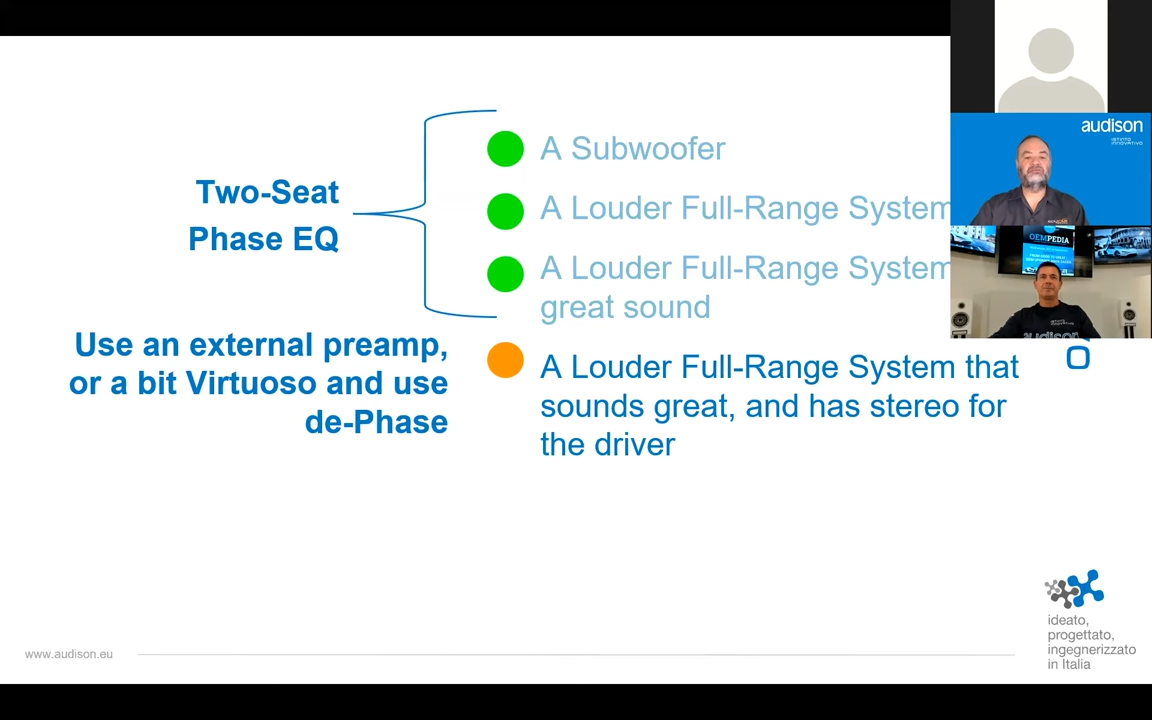 audison
Two-Seat
Phase EQ
A Subwoofer
A Louder Full-Range System
A Louder Full-Range System
great sound
OEMPEDIA
audison
Use an external preamp,
or a bit Virtuoso and use
de-Phase
A Louder Full-Range System that
sounds great, and has stereo for
the driver
ideato,
progettato,
ingegnerizzato
in Italia
www.audison.eu